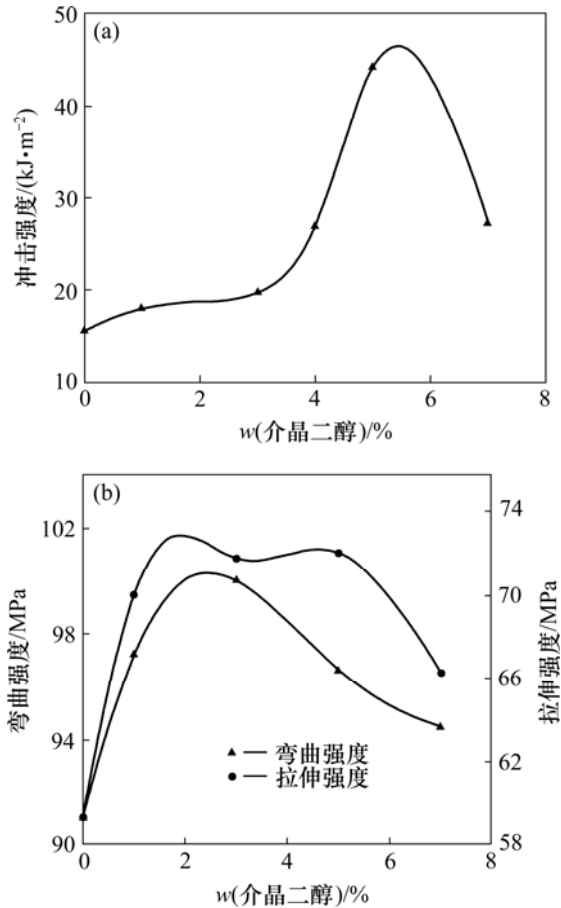 (a)
50
40
30
20
10
冲击强度/(kJ•m⁻²)
0 2 4 6 8
w(介晶二醇)/%
(b)
102
98
94
90
弯曲强度/MPa
74
70
66
62
58
拉伸强度/MPa
弯曲强度
拉伸强度
0 2 4 6 8
w(介晶二醇)/%